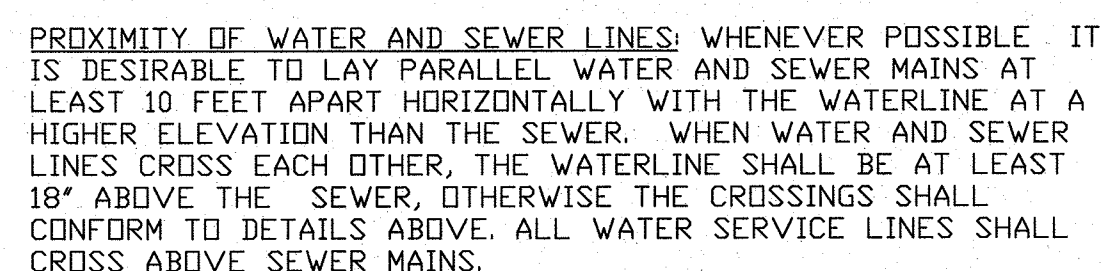 PROXIMITY OF WATER AND SEWER LINES: WHENEVER POSSIBLE IT
IS DESIRABLE TO LAY PARALLEL WATER AND SEWER MAINS AT
LEAST 10 FEET APART HORIZONTALLY WITH THE WATERLINE AT A
HIGHER ELEVATION THAN THE SEWER. WHEN WATER AND SEWER
LINES CROSS EACH OTHER, THE WATERLINE SHALL BE AT LEAST
18" ABOVE THE SEWER, OTHERWISE THE CROSSINGS SHALL
CONFORM TO DETAILS ABOVE. ALL WATER SERVICE LINES SHALL
CROSS ABOVE SEWER MAINS.